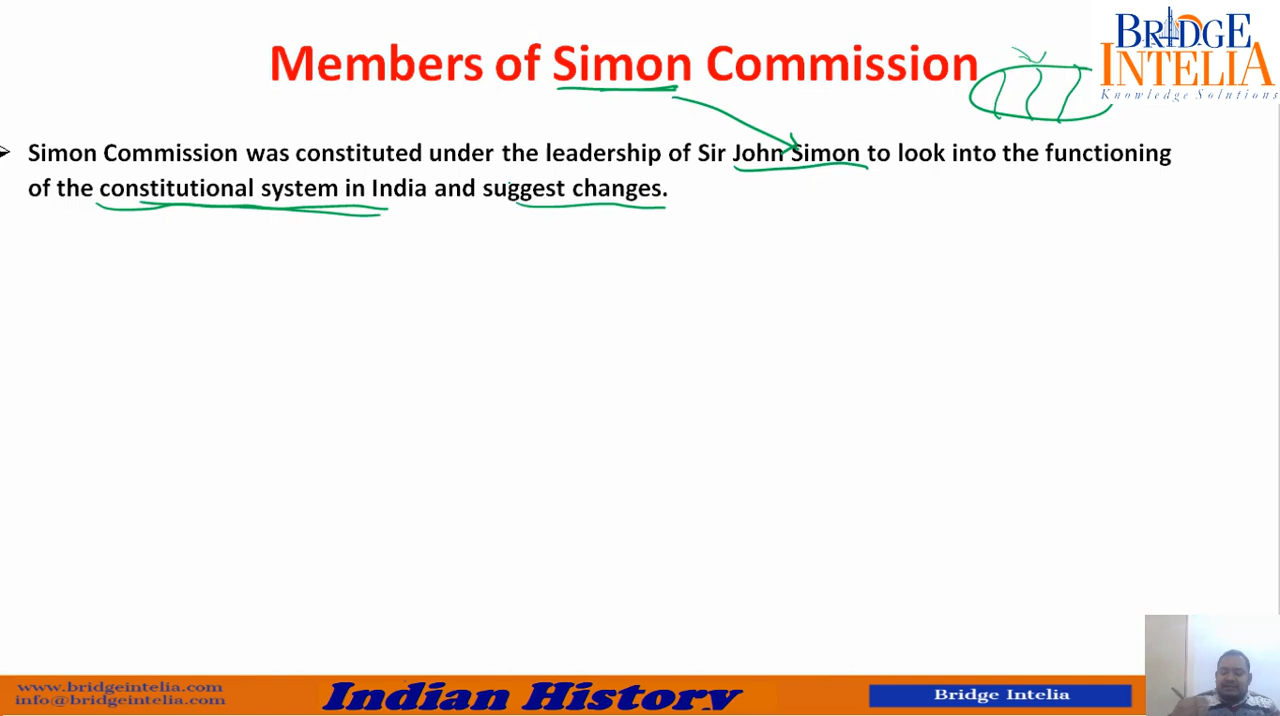 Members of Simon Commission
BRIDGE
INTELIA
Knowledge Solutions
Simon Commission was constituted under the leadership of Sir John Simon to look into the functioning
of the constitutional system in India and suggest changes.
www.bridgeintelia.com
info@bridgeintelia.com
Indian History
Bridge Intelia